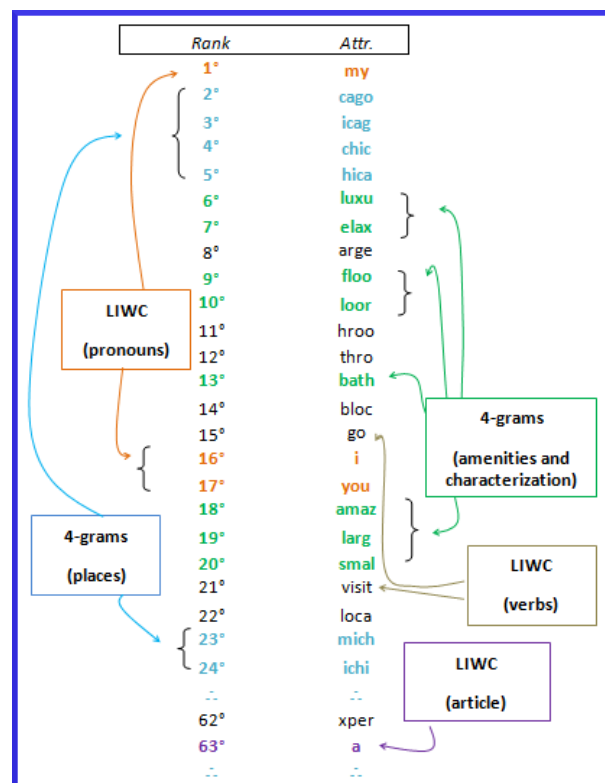 Rank Attr.
1° my
2° cago
3° icag
4° chic
5° hica
6° luxu
7° elax
8° arge
9° floo
10° loor
11° hroo
12° thro
13° bath
14° bloc
15° go
16° i
17° you
18° amaz
19° larg
20° smal
21° visit
22° loca
23° mich
24° ichi
... ...
62° xper
63° a
... ...
LIWC
(pronouns)
4-grams
(places)
4-grams
(amenities and
characterization)
LIWC
(verbs)
LIWC
(article)